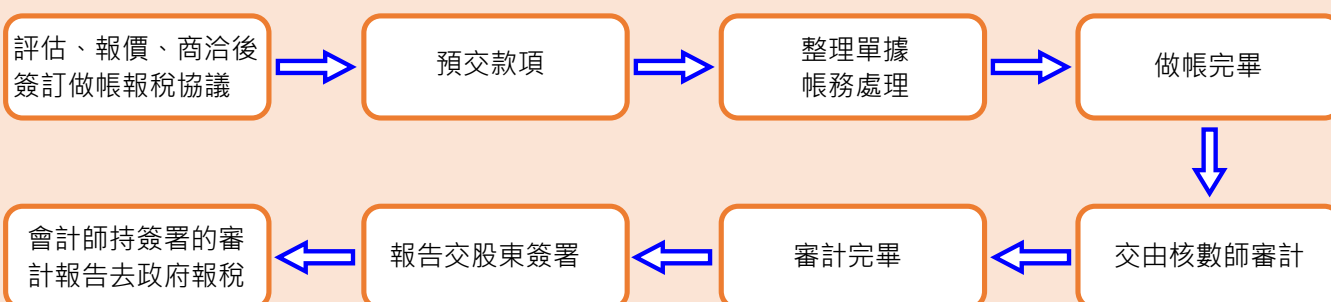 評估、報價、商洽後
簽訂做帳報稅協議
預交款項
整理單據
帳務處理
做帳完畢
交由核數師審計
審計完畢
報告交股東簽署
會計師持簽署的審
計報告去政府報稅